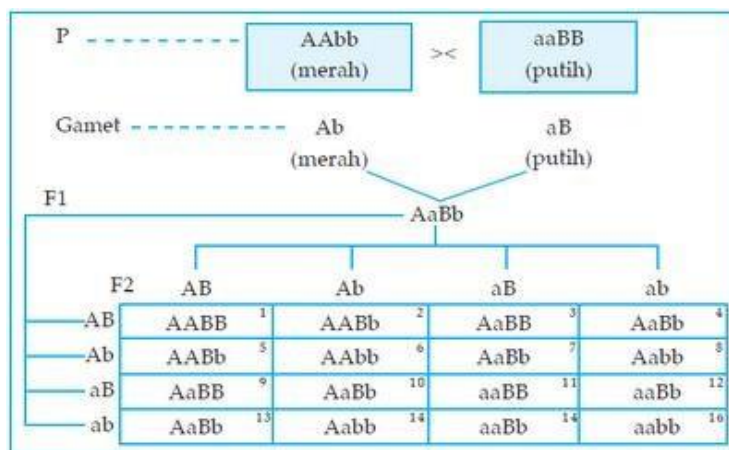 P AAbb >< aaBB
(merah) (putih)
Gamet Ab aB
(merah) (putih)
F1 AaBb
F2 AB Ab aB ab
AB AABB 1 AABb 2 AaBB 3 AaBb 4
Ab AABb 5 AAbb 6 AaBb 7 Aabb 8
aB AaBB 9 AaBb 10 aaBB 11 aaBb 12
ab AaBb 13 Aabb 14 aaBb 14 aabb 16